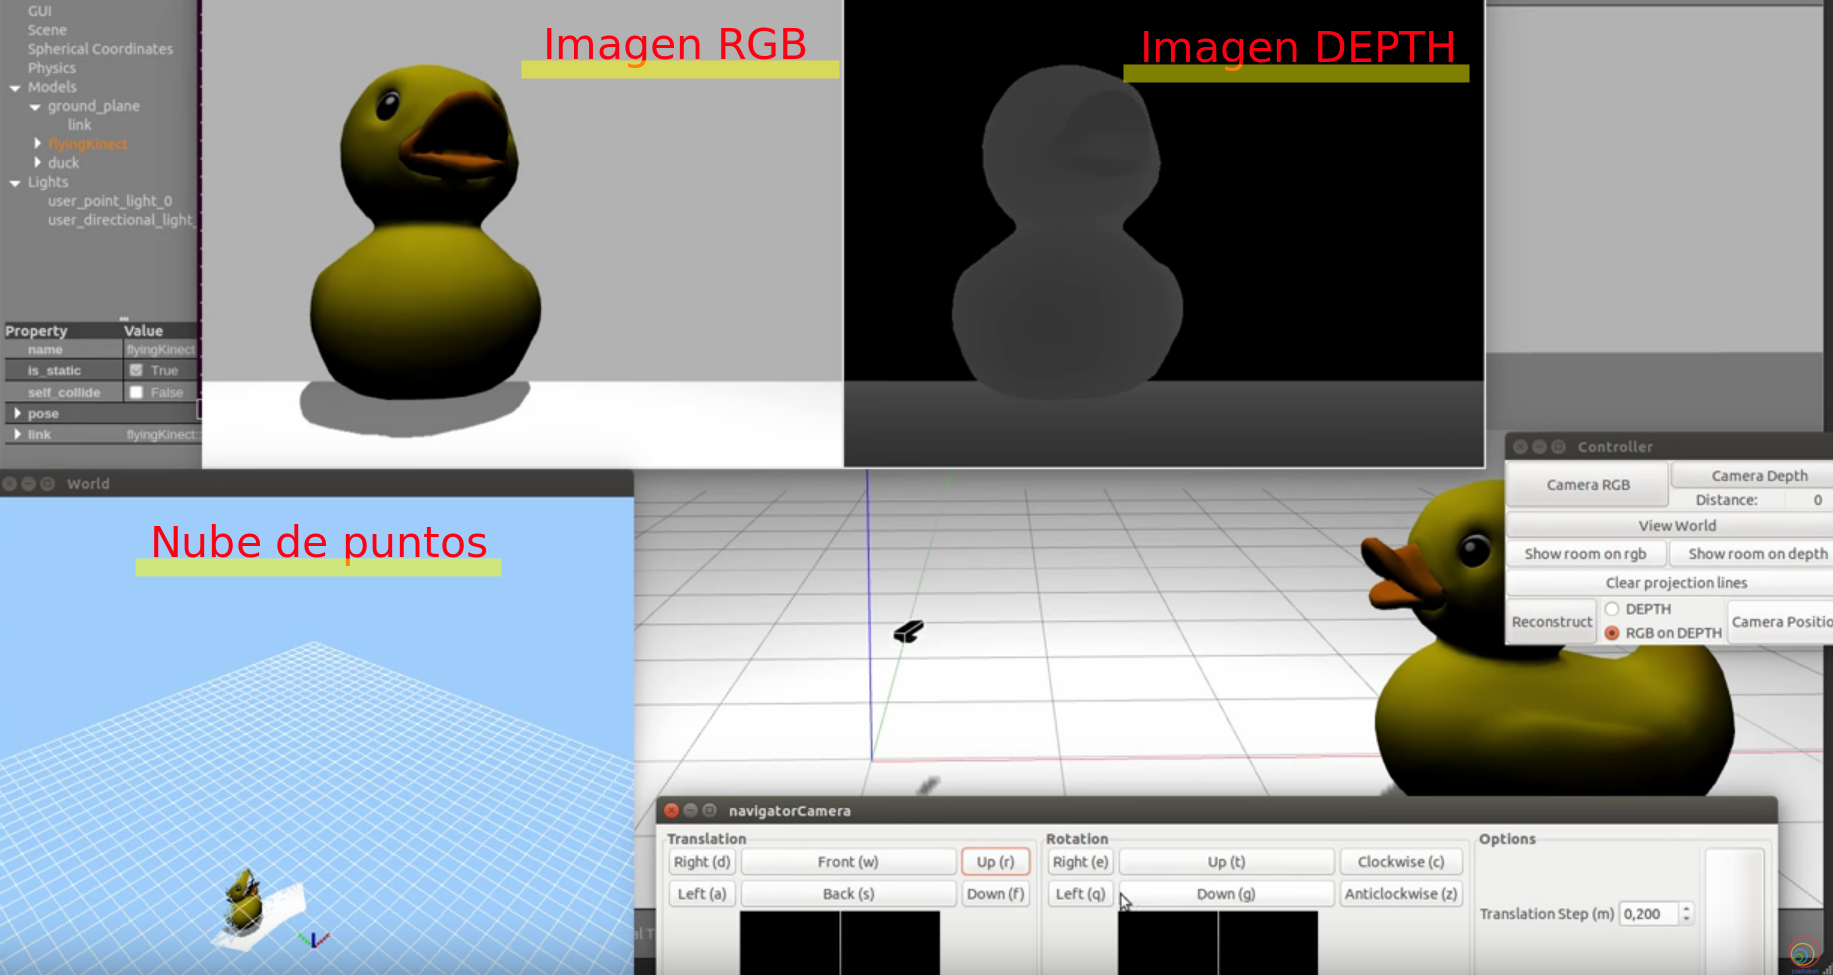 GUI
Scene
Spherical Coordinates
Physics
Models
ground_plane
link
flyingKinect
duck
Lights
user_point_light_0
user_directional_light_
Property Value
name flyingKinect
is_static True
self_collide False
pose
link flyingKinect:
Imagen RGB
Imagen DEPTH
World
Nube de puntos
Controller
Camera RGB
Camera Depth
Distance: 0
View World
Show room on rgb Show room on depth
Clear projection lines
Reconstruct
DEPTH
RGB on DEPTH
Camera Positio
navigatorCamera
Translation
Right (d) Front (w) Up (r)
Left (a) Back (s) Down (f)
Rotation
Right (e) Up (t) Clockwise (c)
Left (q) Down (g) Anticlockwise (z)
Options
Translation Step (m) 0,200